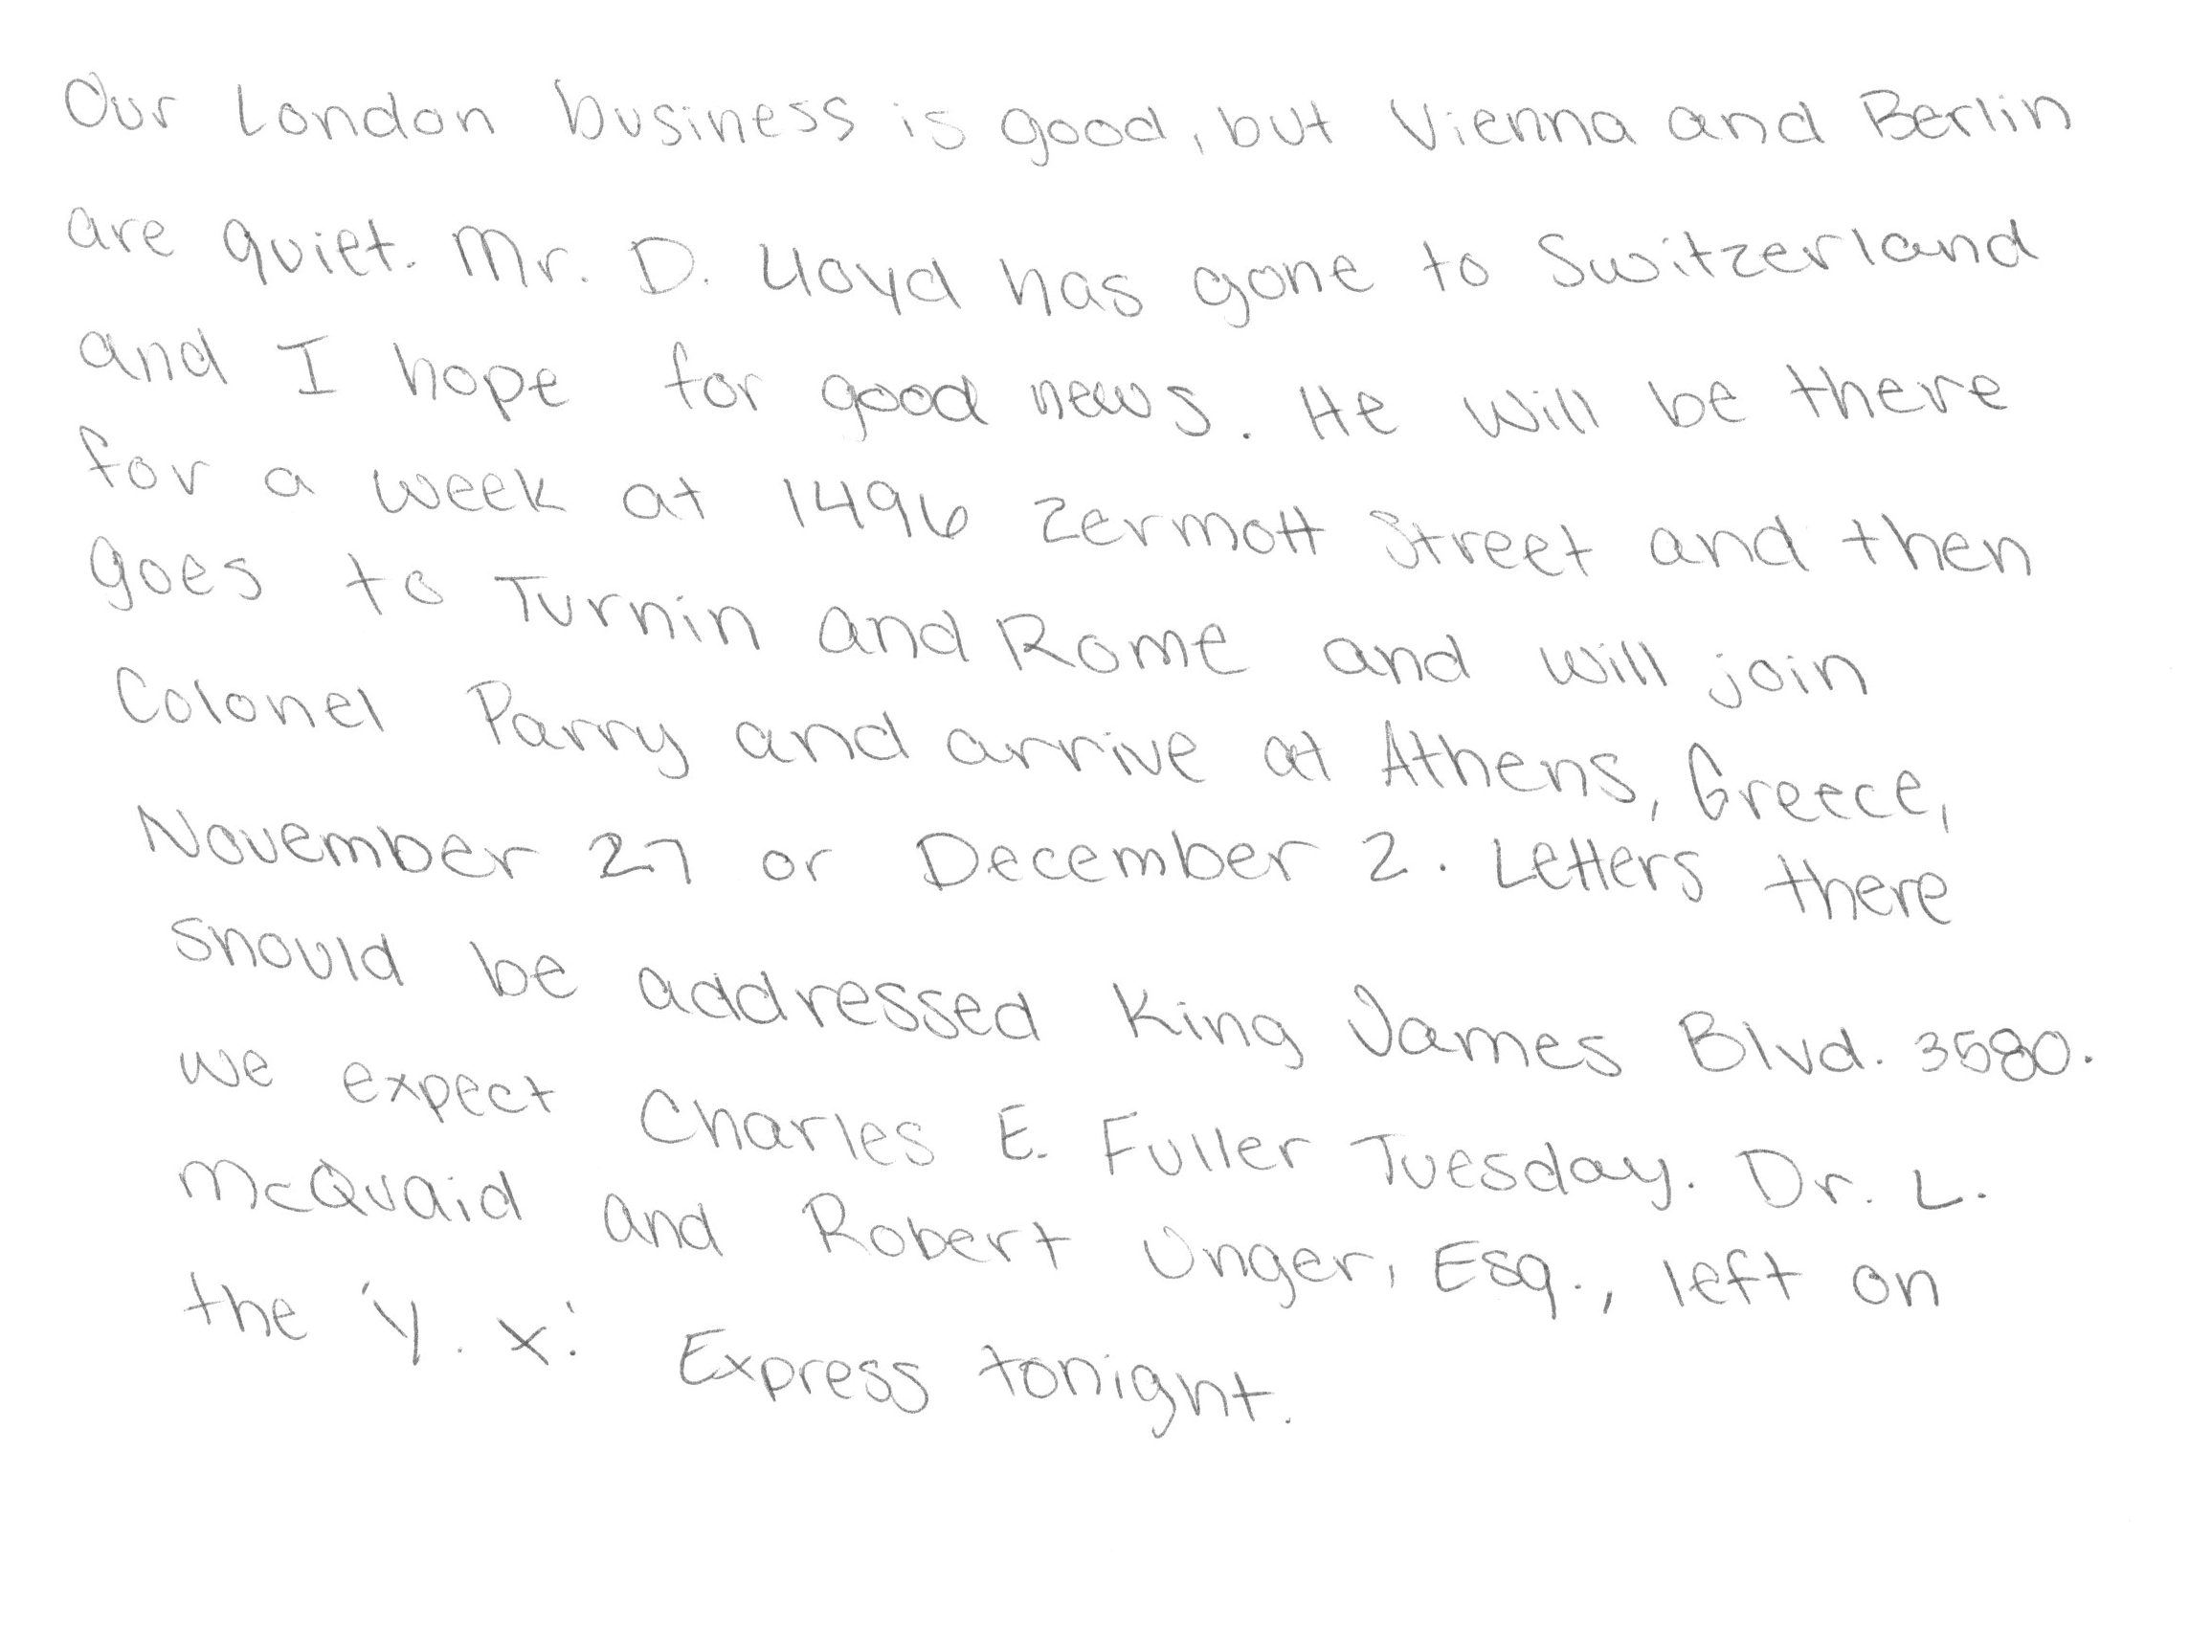 Our London business is good, but Vienna and Berlin
are quiet. Mr. D. Lloyd has gone to Switzerland
and I hope for good news. He will be there
for a week at 1496 Zermott Street and then
goes to Turnin and Rome and will join
Colonel Parry and arrive at Athens, Greece,
November 27 or December 2. Letters there
should be addressed King James Blvd. 3580.
We expect Charles E. Fuller Tuesday. Dr. L.
McQuaid and Robert Unger, Esq., left on
the 'Y. X.' Express tonight.